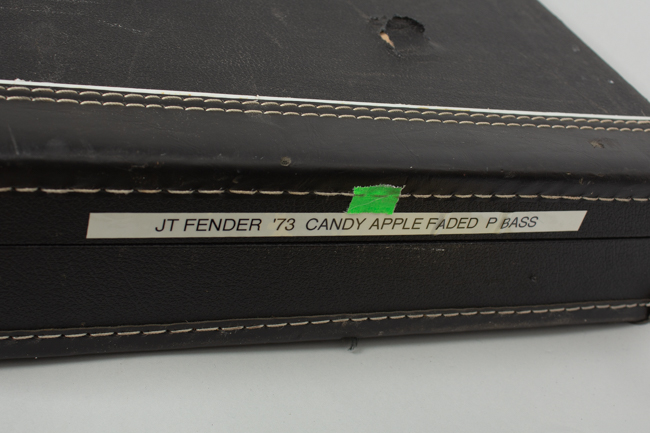 JT FENDER '73 CANDY APPLE FADED P BASS